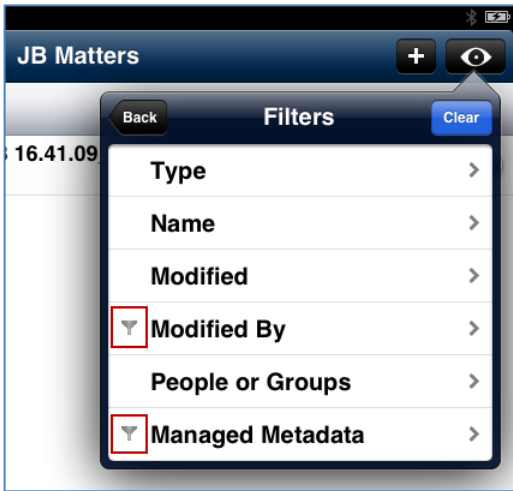 JB Matters
+
Back
Filters
Clear
16.41.09
Type
Name
Modified
Modified By
People or Groups
Managed Metadata